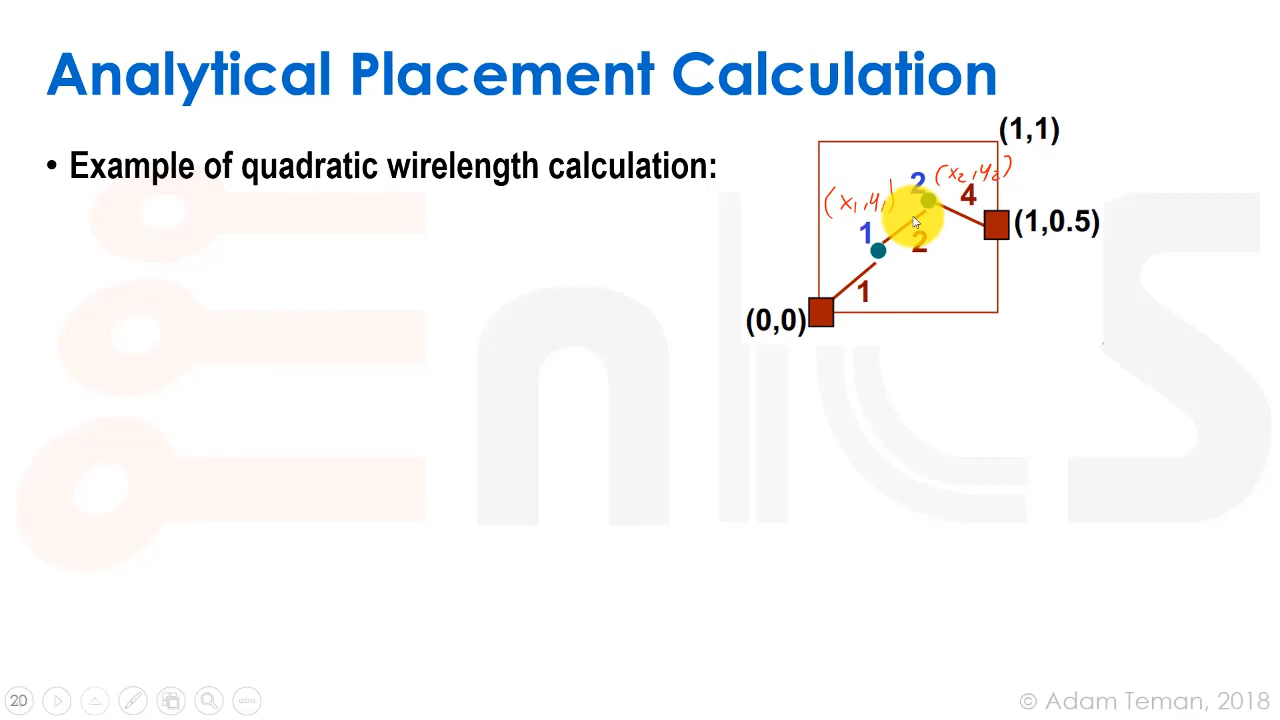 Analytical Placement Calculation
• Example of quadratic wirelength calculation:
(1,1)
2 (x₂,y₂)
(x₁,y₁) 4
(1,0.5)
1
2
1
(0,0)
20
© Adam Teman, 2018